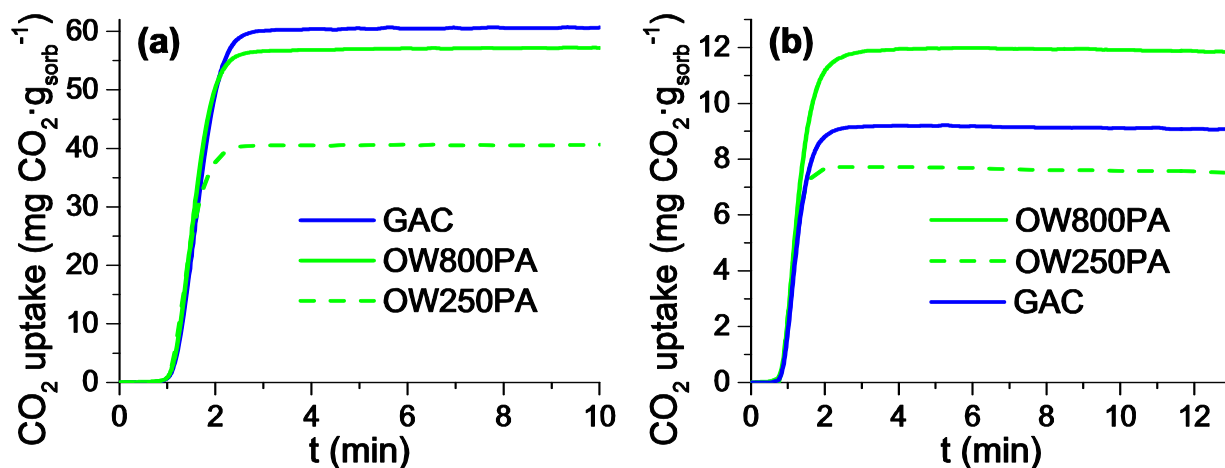 (a)
CO₂ uptake (mg CO₂·g_sorb⁻¹)
60
50
40
30
20
10
0
GAC
OW800PA
OW250PA
0 2 4 6 8 10
t (min)
(b)
CO₂ uptake (mg CO₂·g_sorb⁻¹)
12
10
8
6
4
2
0
OW800PA
OW250PA
GAC
0 2 4 6 8 10 12
t (min)